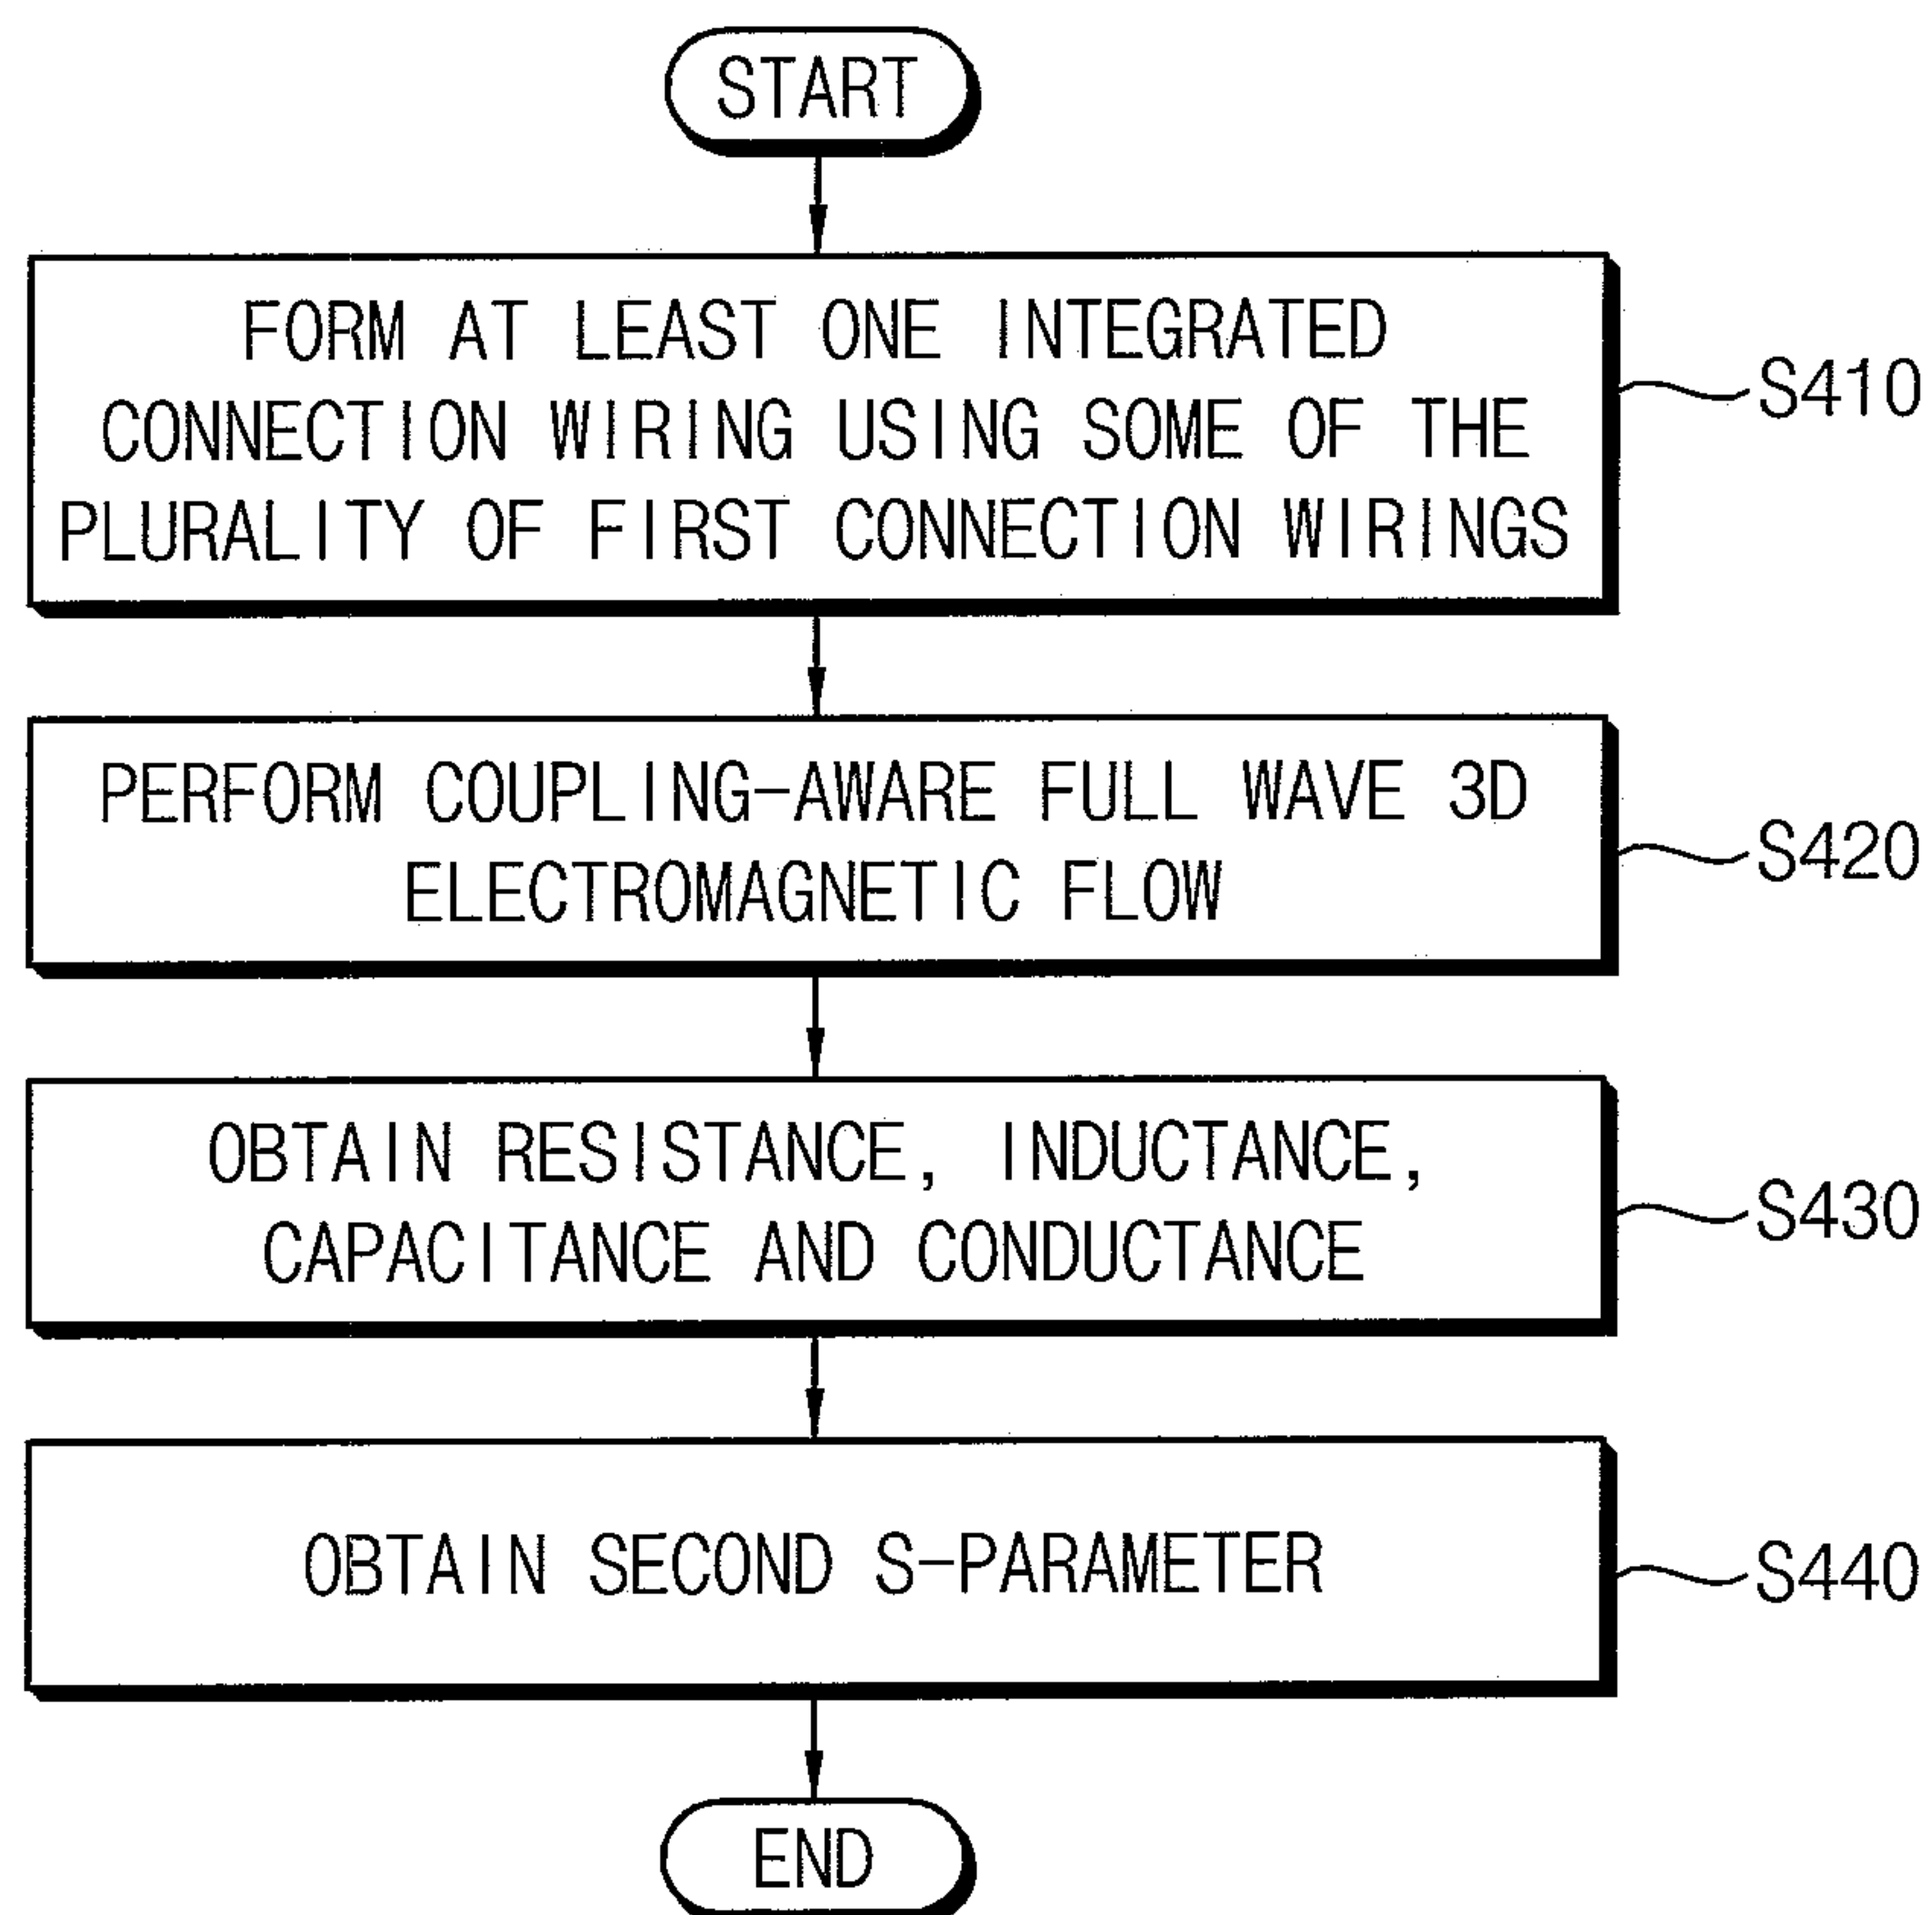 START
FORM AT LEAST ONE INTEGRATED
CONNECTION WIRING USING SOME OF THE
PLURALITY OF FIRST CONNECTION WIRINGS
S410
PERFORM COUPLING-AWARE FULL WAVE 3D
ELECTROMAGNETIC FLOW
S420
OBTAIN RESISTANCE, INDUCTANCE,
CAPACITANCE AND CONDUCTANCE
S430
OBTAIN SECOND S-PARAMETER
S440
END